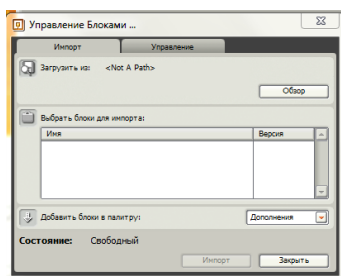 Управление Блоками ...
Импорт Управление
Загрузить из: <Not A Path>
Обзор
Выбрать блоки для импорта:
Имя Версия
Добавить блоки в палитру: Дополнения
Состояние: Свободный
Импорт Закрыть